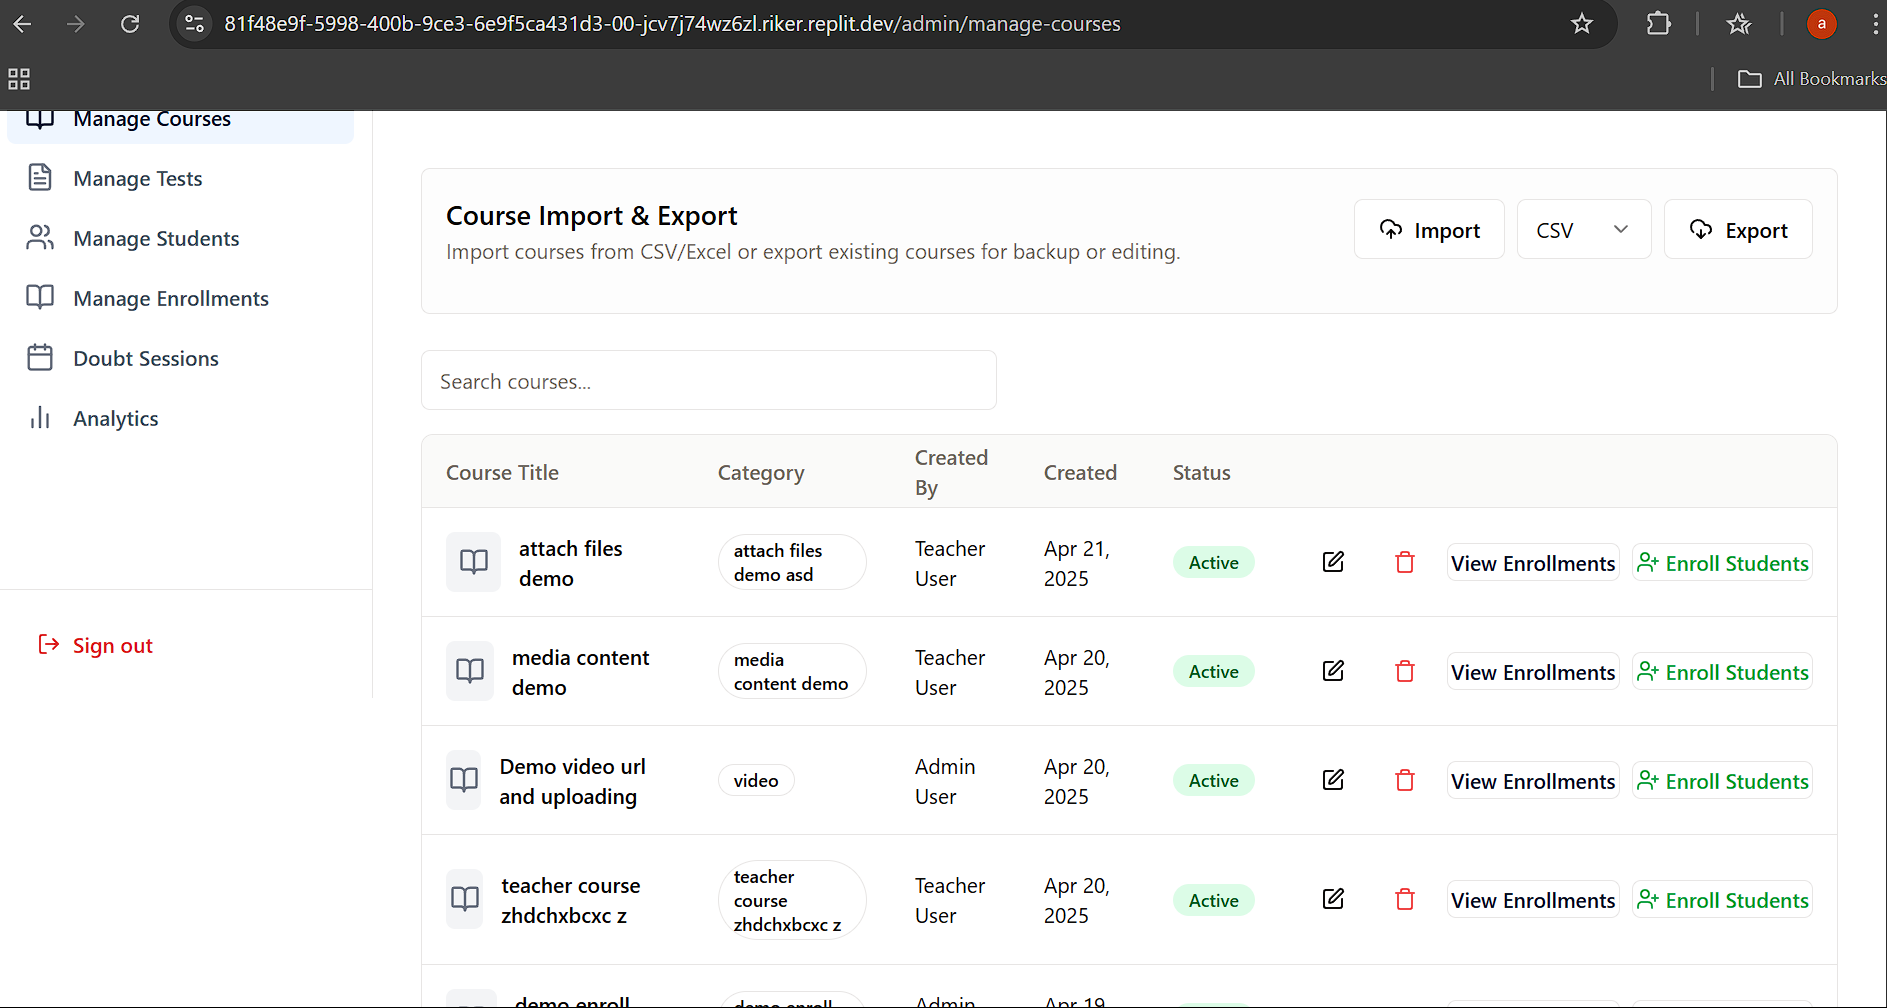 81f48e9f-5998-400b-9ce3-6e9f5ca431d3-00-jcv7j74wz6zl.riker.replit.dev/admin/manage-courses
a
All Bookmarks
Manage Courses
Manage Tests
Manage Students
Manage Enrollments
Doubt Sessions
Analytics
Sign out
Course Import & Export
Import courses from CSV/Excel or export existing courses for backup or editing.
Import
CSV
Export
Search courses...
Course Title
Category
Created
By
Created
Status
attach files
demo
attach files
demo asd
Teacher
User
Apr 21,
2025
Active
View Enrollments
Enroll Students
media content
demo
media
content demo
Teacher
User
Apr 20,
2025
Active
View Enrollments
Enroll Students
Demo video url
and uploading
video
Admin
User
Apr 20,
2025
Active
View Enrollments
Enroll Students
teacher course
zhdchxbcxc z
teacher
course
zhdchxbcxc z
Teacher
User
Apr 20,
2025
Active
View Enrollments
Enroll Students
demo enroll
demo enroll
Admin
Apr 19,